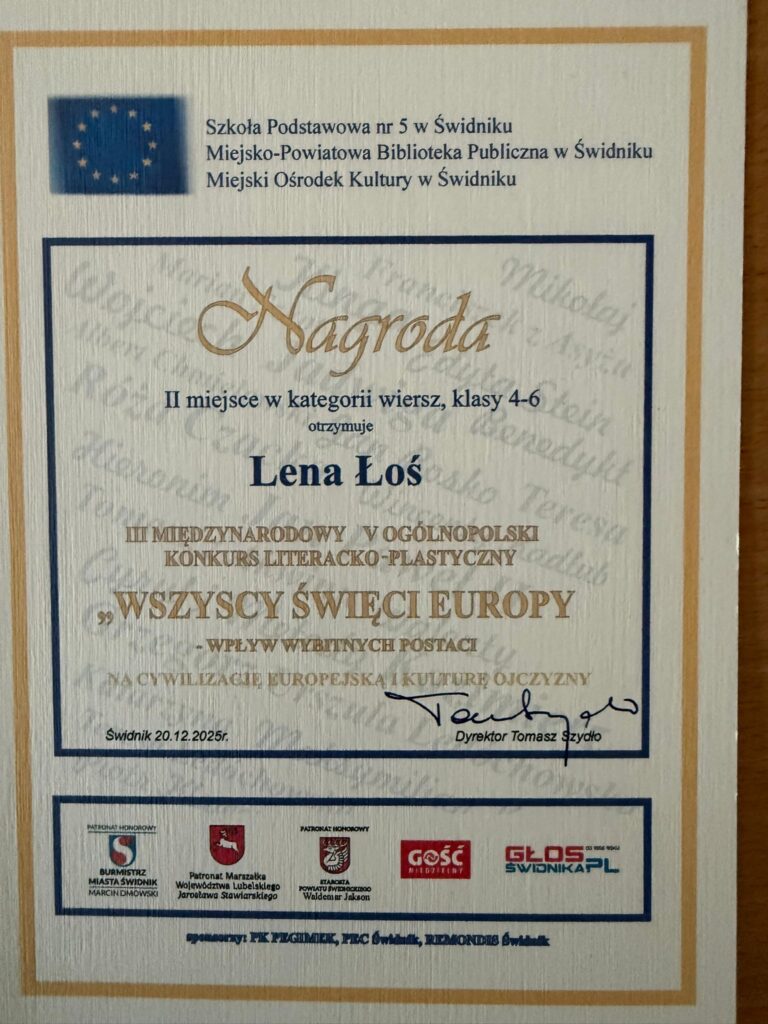 Szkoła Podstawowa nr 5 w Świdniku
Miejsko-Powiatowa Biblioteka Publiczna w Świdniku
Miejski Ośrodek Kultury w Świdniku
Nagroda
II miejsce w kategorii wiersz, klasy 4-6
otrzymuje
Lena Łoś
III MIĘDZYNARODOWY V OGÓLNOPOLSKI
KONKURS LITERACKO-PLASTYCZNY
„WSZYSCY ŚWIĘCI EUROPY
- WPŁYW WYBITNYCH POSTACI
NA CYWILIZACJĘ EUROPEJSKĄ I KULTURĘ OJCZYZNY
Świdnik 20.12.2025r.
Dyrektor Tomasz Szydło
PATRONAT HONOROWY
BURMISTRZ
MIASTA ŚWIDNIK
MARCIN DMOWSKI
Patronat Marszałka
Województwa Lubelskiego
Jarosława Stawiarskiego
PATRONAT HONOROWY
STAROSTA
POWIATU ŚWIDNICKIEGO
Waldemar Jakson
GOŚĆ
NIEDZIELNY
GŁOS
ŚWIDNIKA.PL
sponsorzy: PK PEGIMEK, PEC Świdnik, REMONDIS Świdnik